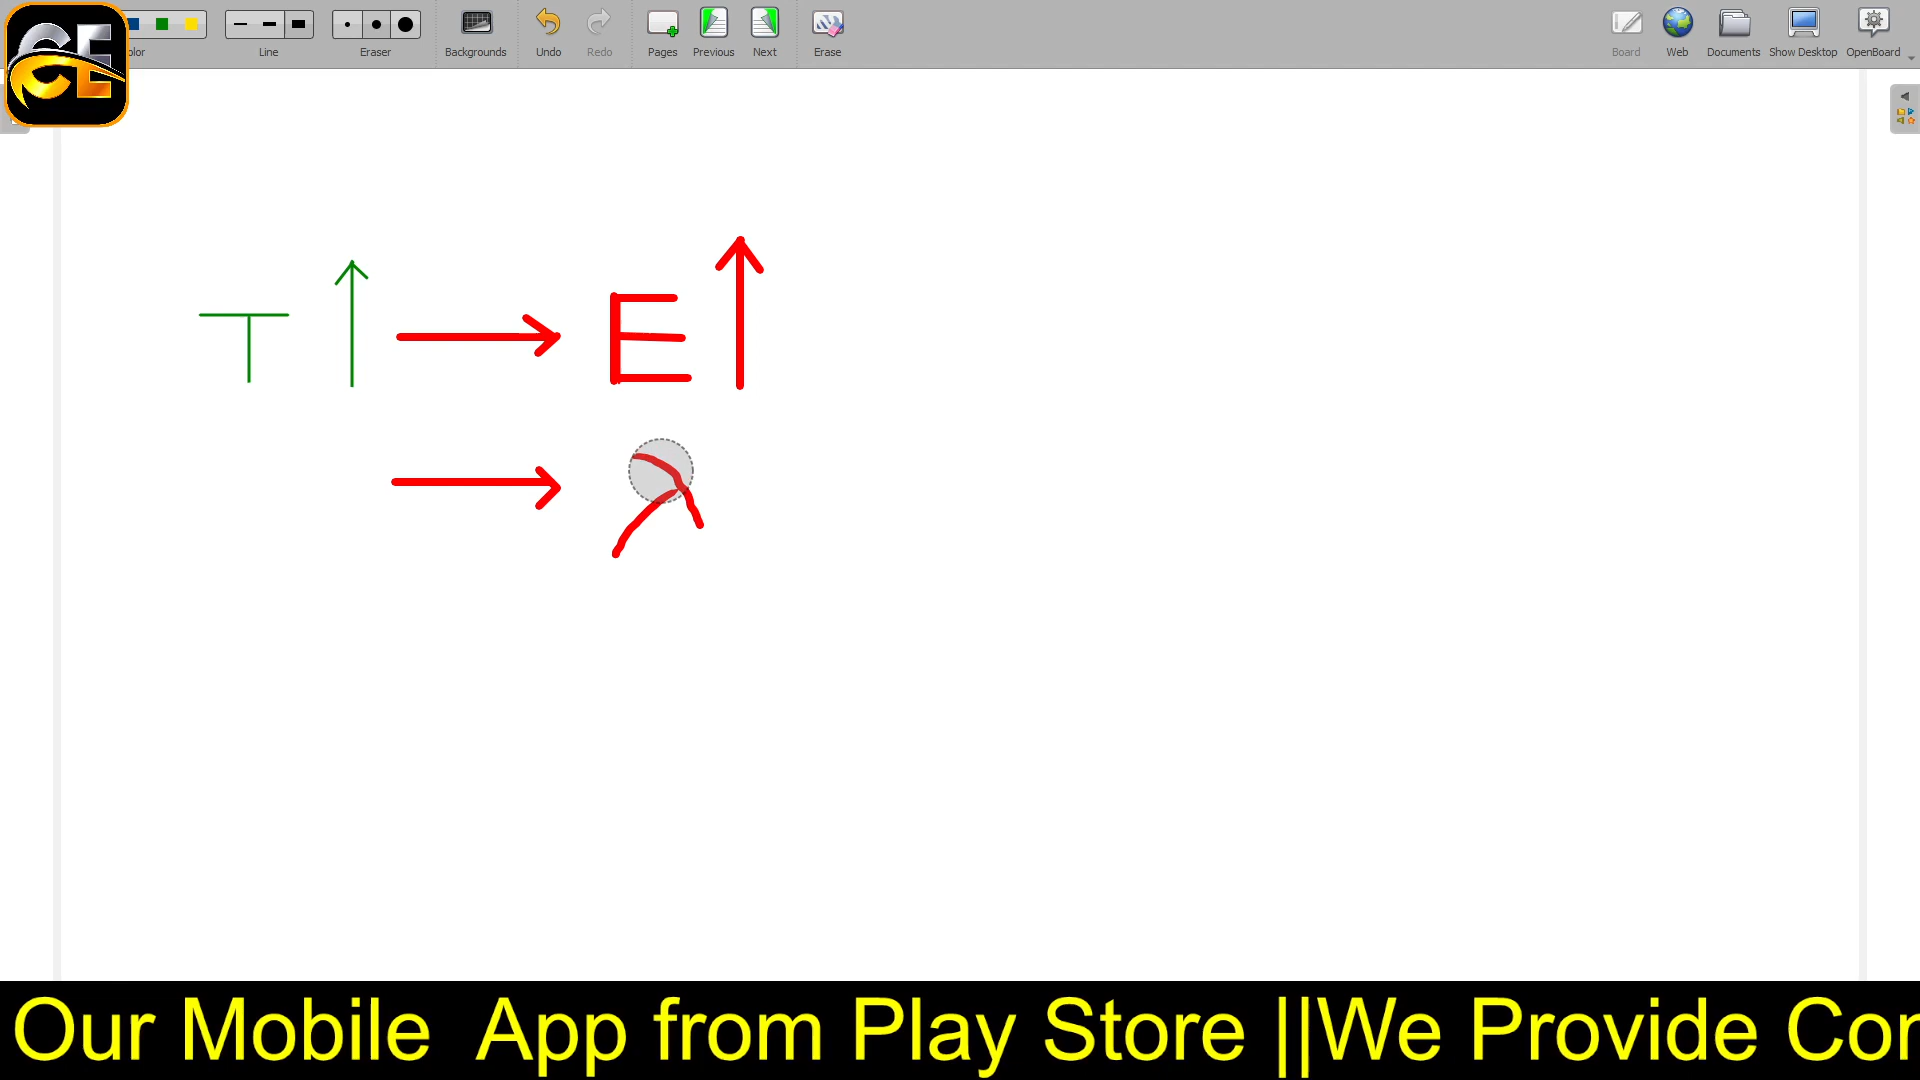 CE
olor Line Eraser Backgrounds Undo Redo Pages Previous Next Erase Board Web Documents Show Desktop OpenBoard
T ↑ → E ↑
→ λ
Our Mobile App from Play Store ||We Provide Cor